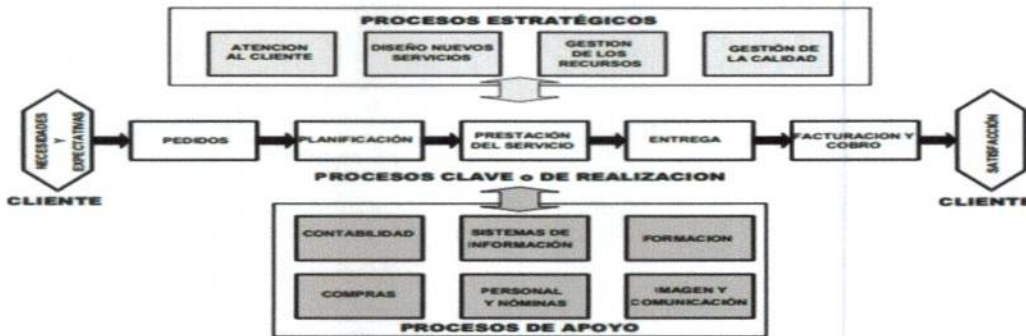 PROCESOS ESTRATÉGICOS
ATENCION
AL CLIENTE
DISEÑO NUEVOS
SERVICIOS
GESTION
DE LOS
RECURSOS
GESTIÓN DE
LA CALIDAD
NECESIDADES
Y
EXPECTATIVAS
CLIENTE
PEDIDOS
PLANIFICACIÓN
PRESTACIÓN
DEL SERVICIO
ENTREGA
FACTURACION Y
COBRO
SATISFACCIÓN
CLIENTE
PROCESOS CLAVE o DE REALIZACION
CONTABILIDAD
SISTEMAS DE
INFORMACIÓN
FORMACION
COMPRAS
PERSONAL
Y NÓMINAS
IMAGEN Y
COMUNICACIÓN
PROCESOS DE APOYO